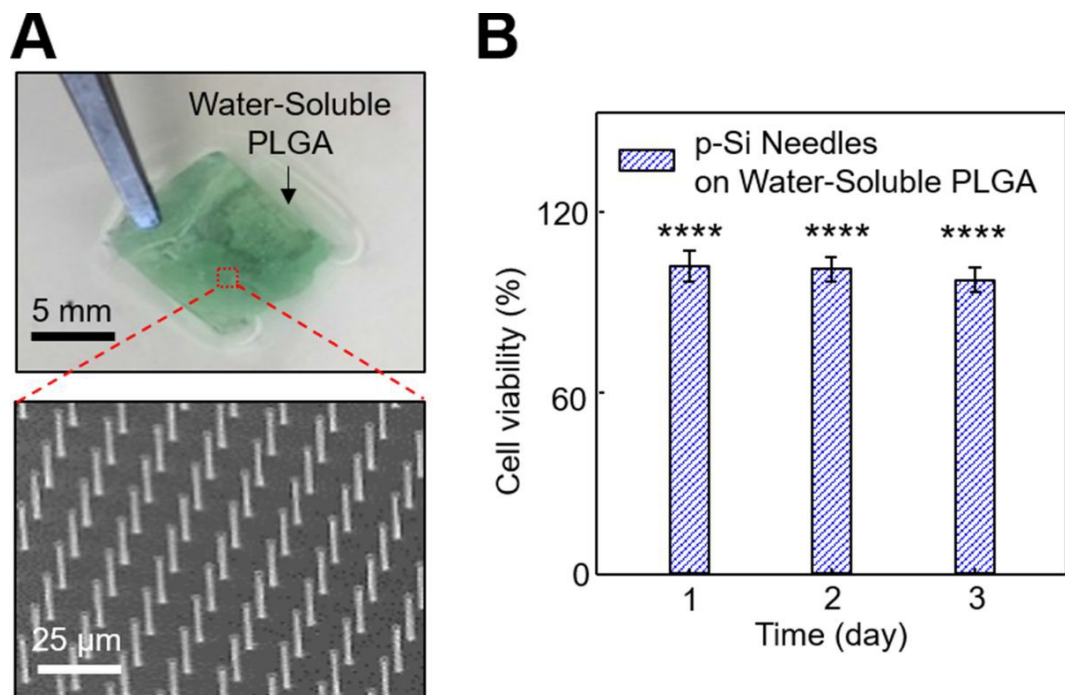 A
Water-Soluble
PLGA
5 mm
25 μm
B
p-Si Needles
on Water-Soluble PLGA
120
60
0
Cell viability (%)
****
****
****
1
2
3
Time (day)